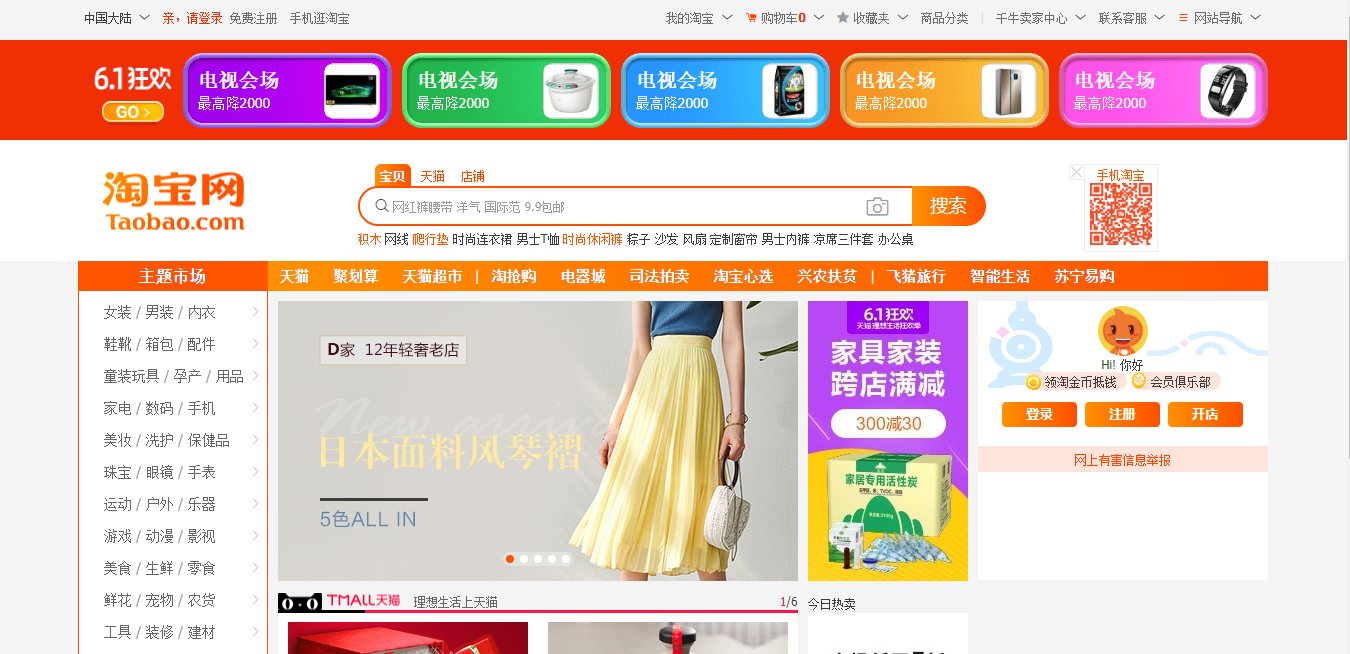 中国大陆 亲，请登录 免费注册 手机逛淘宝 我的淘宝 购物车0 收藏夹 商品分类 千牛卖家中心 联系客服 网站导航
6.1狂欢
GO >
电视会场
最高降2000
电视会场
最高降2000
电视会场
最高降2000
电视会场
最高降2000
电视会场
最高降2000
淘宝网
Taobao.com
宝贝 天猫 店铺
网红裤腰带 洋气 国际范 9.9包邮
搜索
积木 网线 爬行垫 时尚连衣裙 男士T恤 时尚休闲裤 粽子 沙发 风扇 定制窗帘 男士内裤 凉席三件套 办公桌
手机淘宝
主题市场 天猫 聚划算 天猫超市 | 淘抢购 电器城 司法拍卖 淘宝心选 兴农扶贫 | 飞猪旅行 智能生活 苏宁易购
女装 / 男装 / 内衣
鞋靴 / 箱包 / 配件
童装玩具 / 孕产 / 用品
家电 / 数码 / 手机
美妆 / 洗护 / 保健品
珠宝 / 眼镜 / 手表
运动 / 户外 / 乐器
游戏 / 动漫 / 影视
美食 / 生鲜 / 零食
鲜花 / 宠物 / 农货
工具 / 装修 / 建材
D家 12年轻奢老店
日本面料风琴褶
5色ALL IN
6.1狂欢
天猫 理想生活狂欢季
家具家装
跨店满减
300减30
家居专用活性炭
Hi! 你好
领淘金币抵钱 会员俱乐部
登录 注册 开店
网上有害信息举报
TMALL天猫 理想生活上天猫 1/6
今日热卖